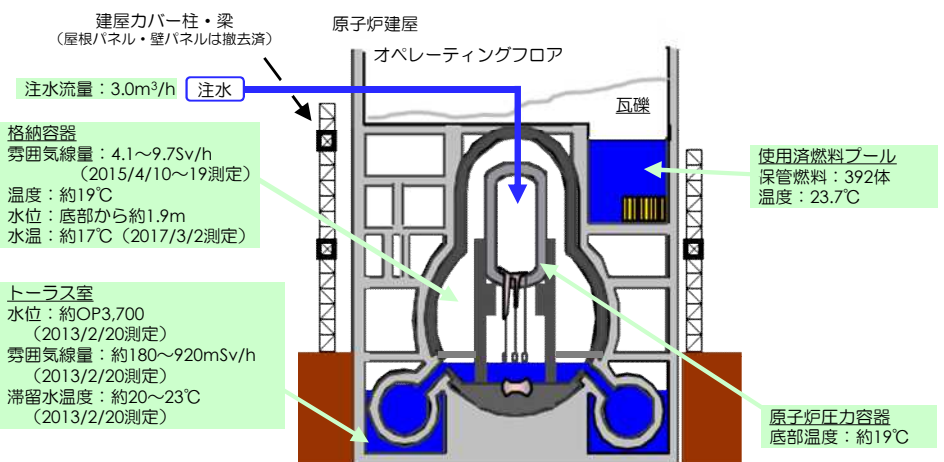 建屋カバー柱・梁
（屋根パネル・壁パネルは撤去済）
原子炉建屋
オペレーティングフロア
注水流量：3.0m³/h
注水
瓦礫
格納容器
雰囲気線量：4.1～9.7Sv/h
（2015/4/10～19測定）
温度：約19℃
水位：底部から約1.9m
水温：約17℃（2017/3/2測定）
使用済燃料プール
保管燃料：392体
温度：23.7℃
トーラス室
水位：約OP3,700
（2013/2/20測定）
雰囲気線量：約180～920mSv/h
（2013/2/20測定）
滞留水温度：約20～23℃
（2013/2/20測定）
原子炉圧力容器
底部温度：約19℃